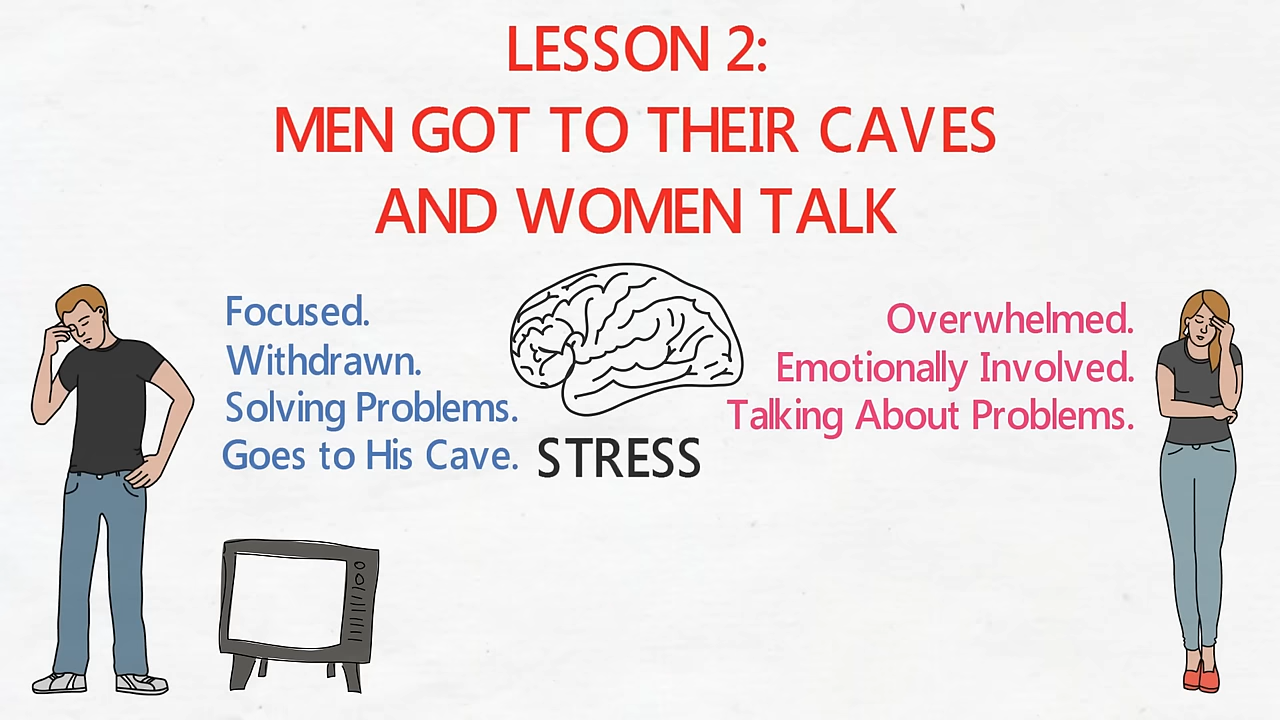 LESSON 2:
MEN GOT TO THEIR CAVES
AND WOMEN TALK
Focused.
Withdrawn.
Solving Problems.
Goes to His Cave.
STRESS
Overwhelmed.
Emotionally Involved.
Talking About Problems.